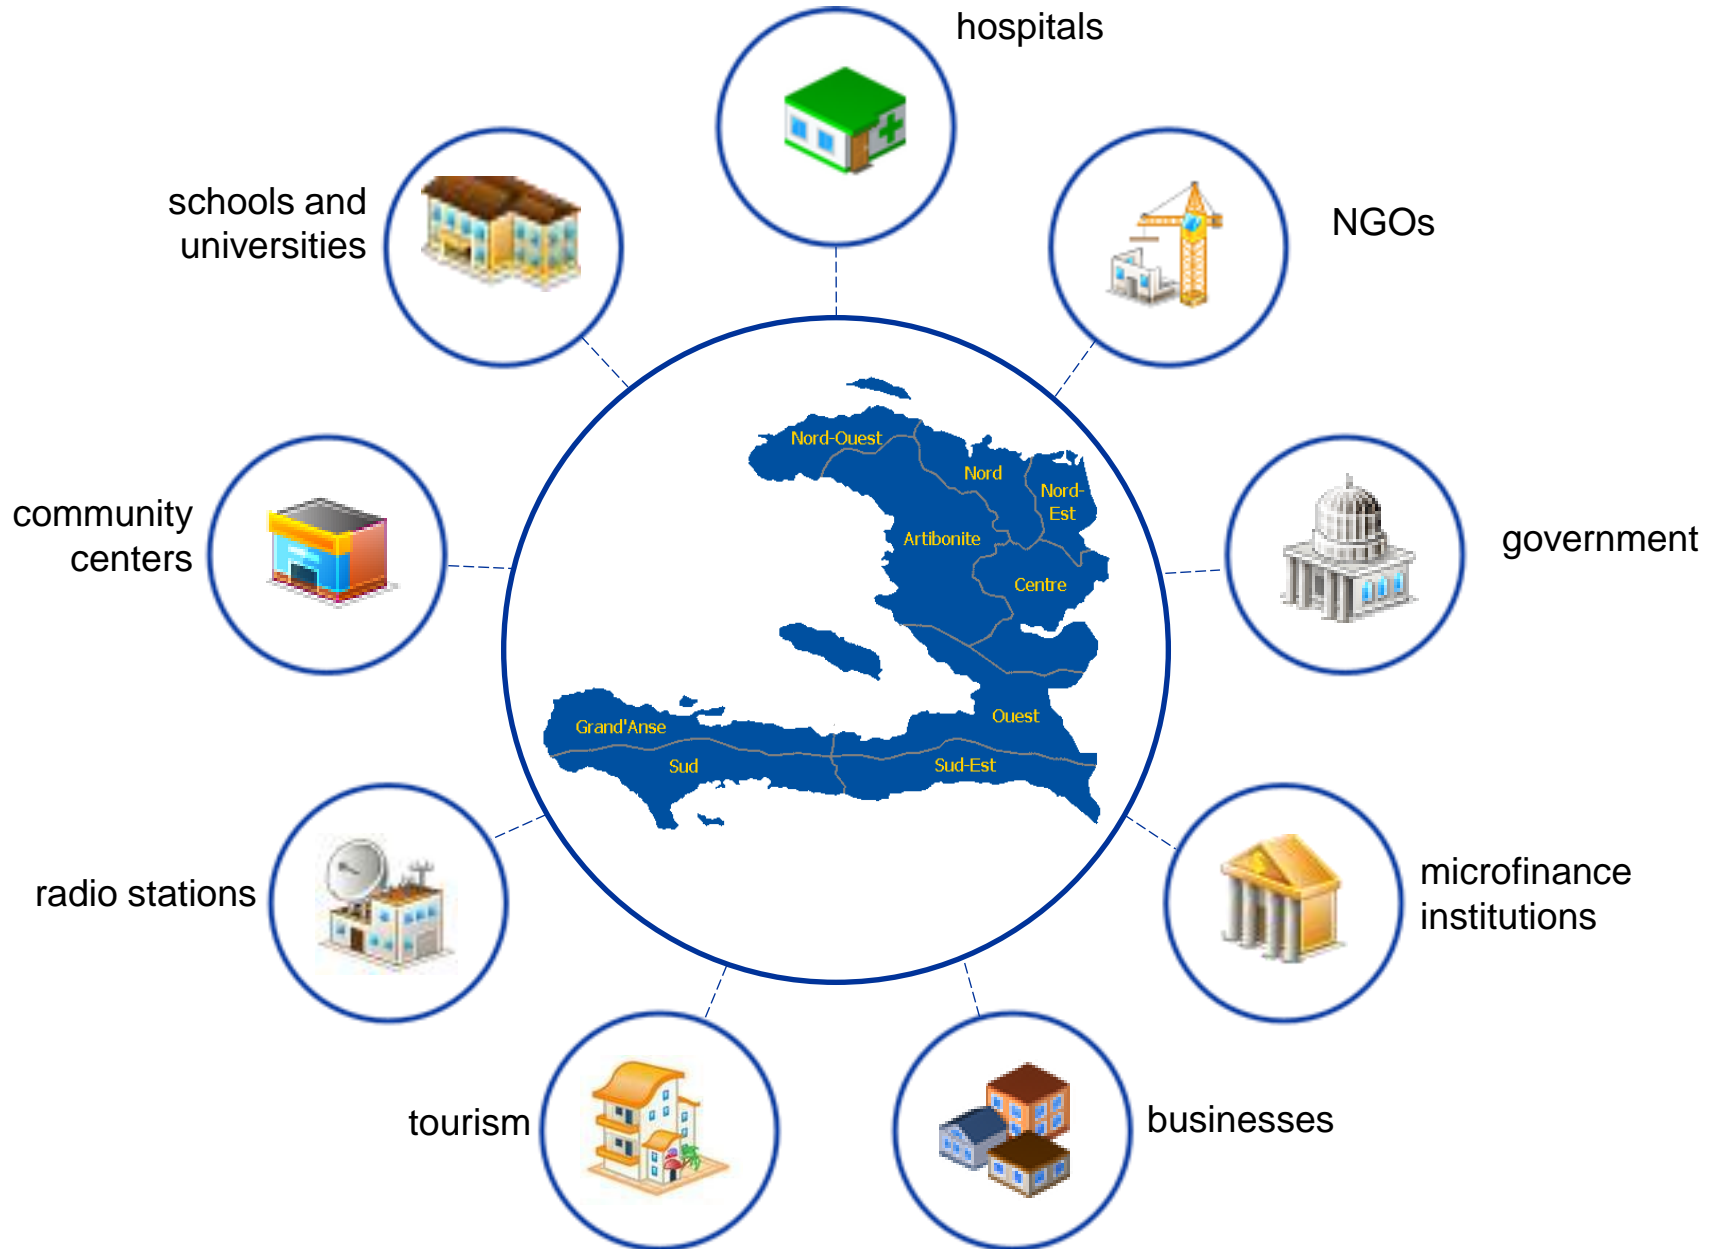 hospitals
schools and
universities
NGOs
community
centers
government
Nord-Ouest
Nord
Nord-
Est
Artibonite
Centre
Ouest
Grand'Anse
Sud
Sud-Est
radio stations
microfinance
institutions
tourism
businesses